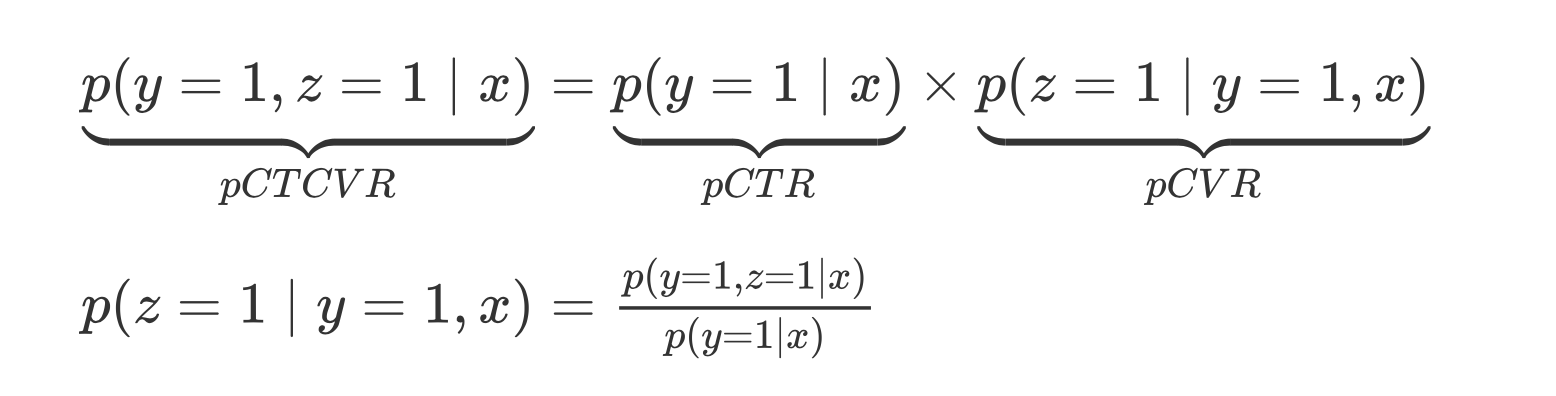 p(y = 1, z = 1 | x) = p(y = 1 | x) × p(z = 1 | y = 1, x)
pCTCVR pCTR pCVR
p(z = 1 | y = 1, x) = p(y=1,z=1|x) / p(y=1|x)